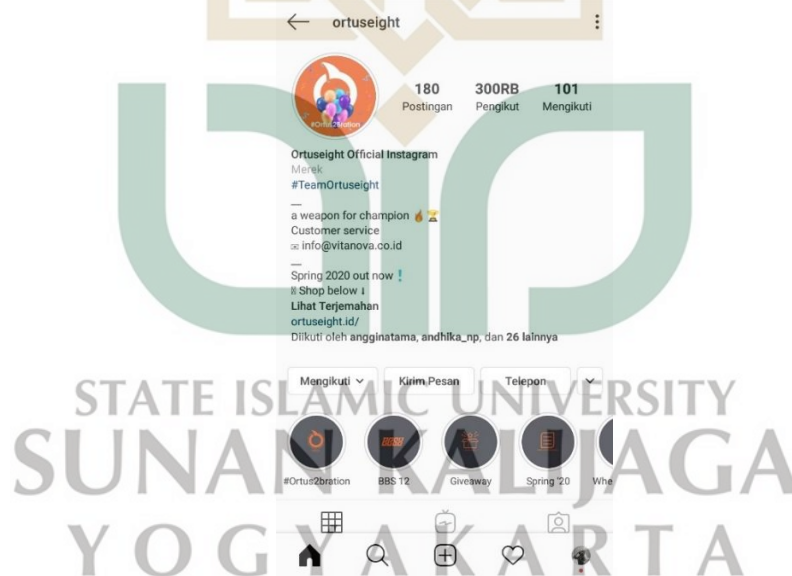 ortuseight
180 300RB 101
Postingan Pengikut Mengikuti
#Ortus2bration
Ortuseight Official Instagram
Merek
#TeamOrtuseight
a weapon for champion 🔥🏆
Customer service
✉ info@vitanova.co.id
Spring 2020 out now❗
Shop below ⬇
Lihat Terjemahan
ortuseight.id/
Diikuti oleh angginatama, andhika_np, dan 26 lainnya
Mengikuti Kirim Pesan Telepon
STATE ISLAMIC UNIVERSITY
SUNAN KALIJAGA
#Ortus2bration BBS 12 Giveaway Spring '20 Whe
YOGYAKARTA